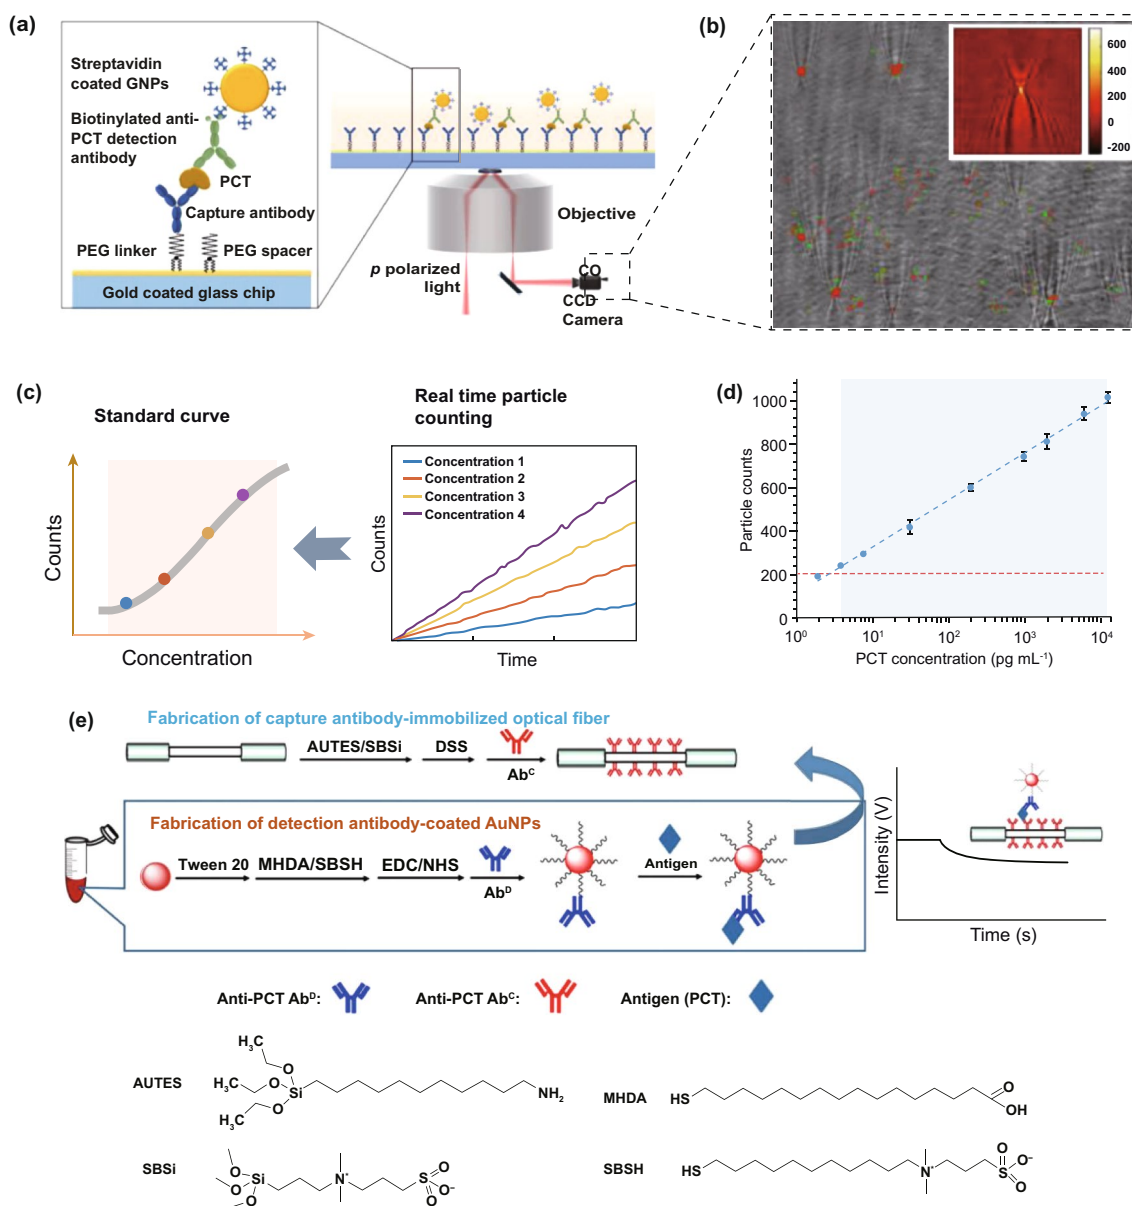 (a)
Streptavidin
coated GNPs
Biotinylated anti-
PCT detection
antibody
PCT
Capture antibody
PEG linker
PEG spacer
Gold coated glass chip
Objective
p polarized
light
CO
CCD
Camera
(b)
600
400
200
0
-200
(c)
Standard curve
Counts
Concentration
Real time particle
counting
Concentration 1
Concentration 2
Concentration 3
Concentration 4
Counts
Time
(d)
Particle counts
1000
800
600
400
200
0
10⁰ 10¹ 10² 10³ 10⁴
PCT concentration (pg mL⁻¹)
(e)
Fabrication of capture antibody-immobilized optical fiber
AUTES/SBSi
DSS
Abᶜ
Fabrication of detection antibody-coated AuNPs
Tween 20
MHDA/SBSH
EDC/NHS
Abᴰ
Antigen
Intensity (V)
Time (s)
Anti-PCT Abᴰ:
Anti-PCT Abᶜ:
Antigen (PCT):
AUTES
H₃C
O
H₃C
O
Si
H₃C
O
NH₂
MHDA
HS
O
OH
SBSi
O
O
O
Si
N⁺
S
O
O⁻
O
SBSH
HS
N⁺
O
S
O⁻
O